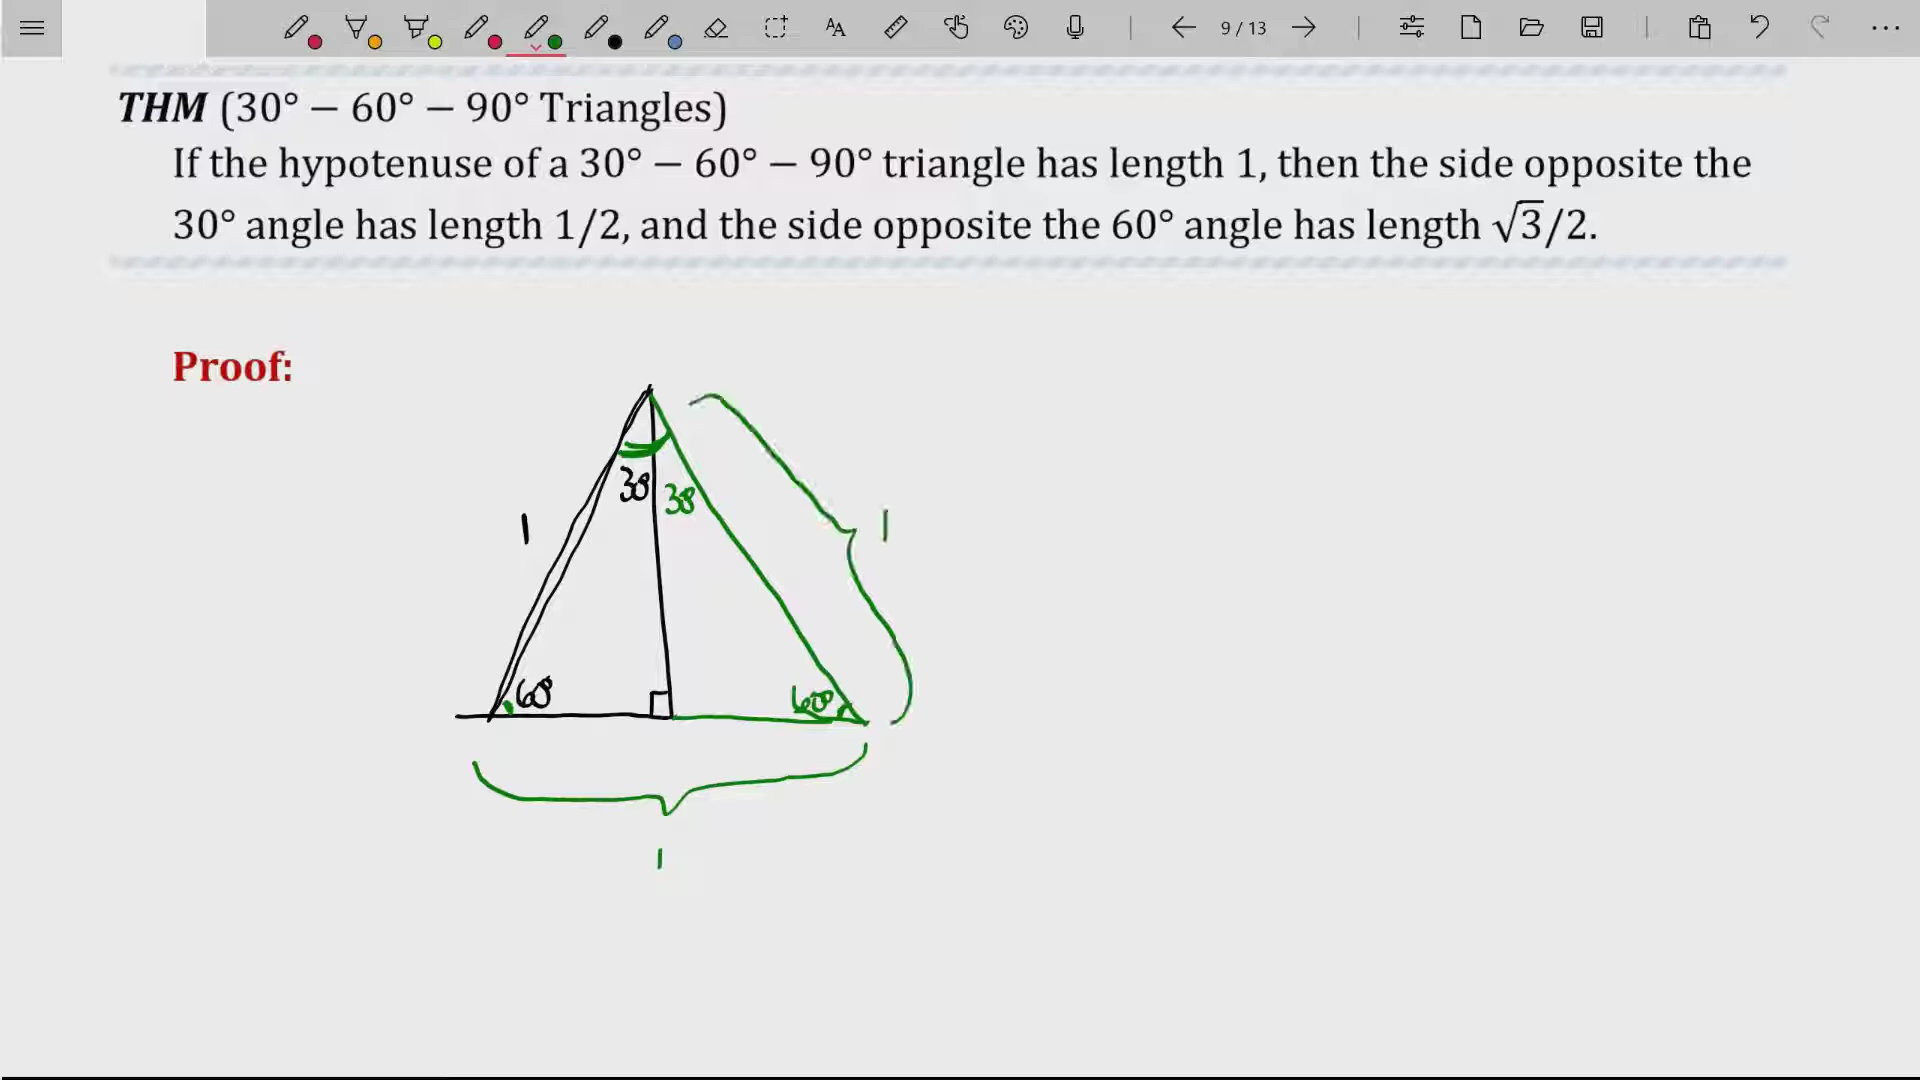 9 / 13
THM (30° − 60° − 90° Triangles)
If the hypotenuse of a 30° − 60° − 90° triangle has length 1, then the side opposite the
30° angle has length 1/2, and the side opposite the 60° angle has length √3/2.
Proof:
30° 30°
1 1
60° 60°
1